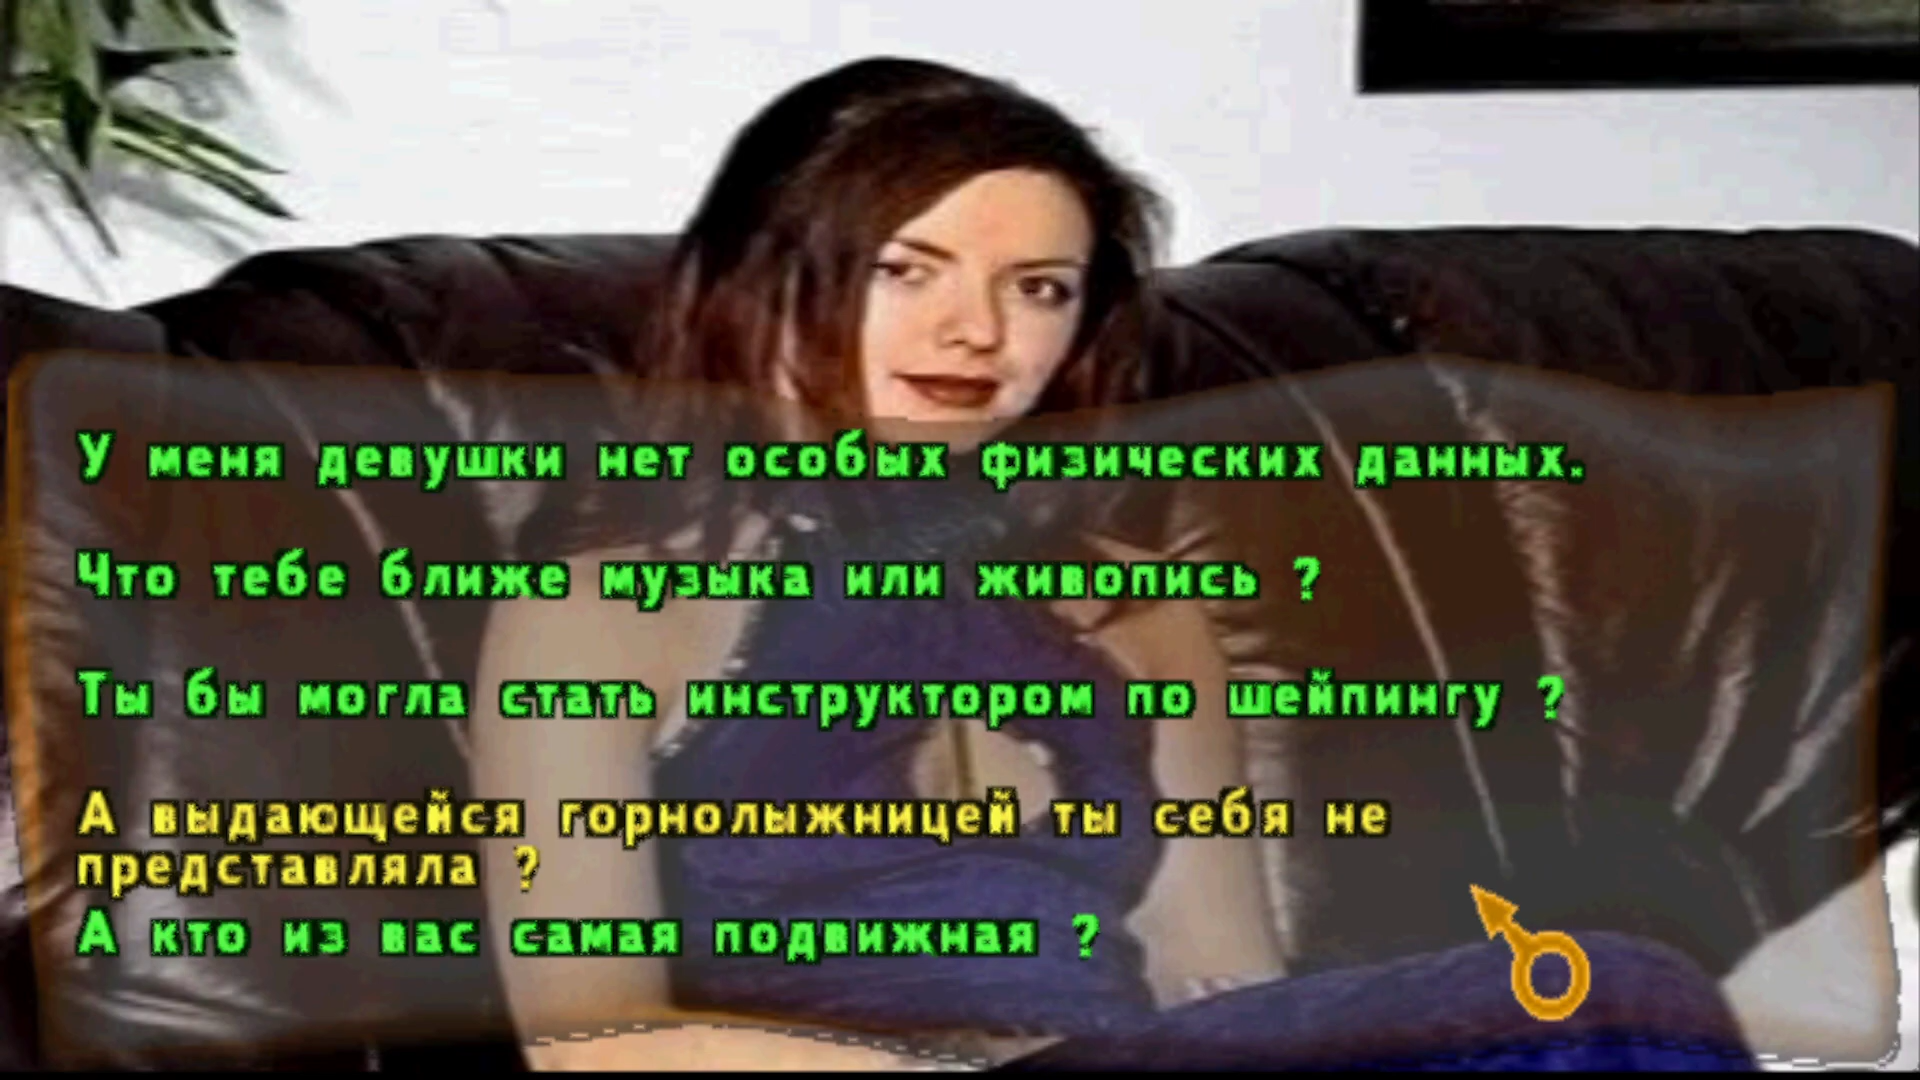 У меня девушки нет особых физических данных.
Что тебе ближе музыка или живопись ?
Ты бы могла стать инструктором по шейпингу ?
А выдающейся горнолыжницей ты себя не
представляла ?
А кто из вас самая подвижная ?